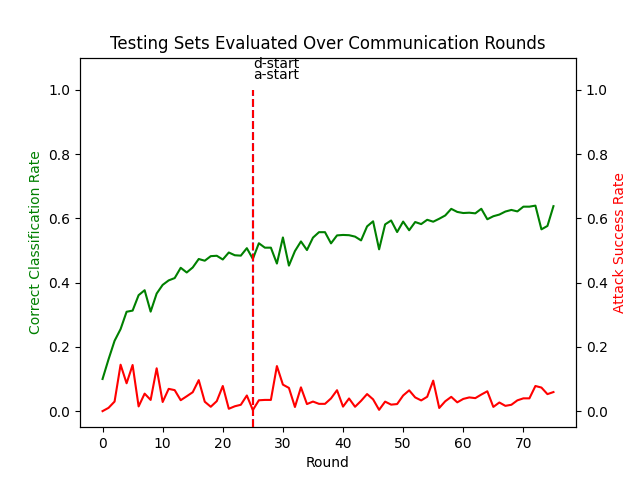 Testing Sets Evaluated Over Communication Rounds
d-start
a-start
1.0
0.8
0.6
0.4
0.2
0.0
Correct Classification Rate
1.0
0.8
0.6
0.4
0.2
0.0
Attack Success Rate
0 10 20 30 40 50 60 70
Round